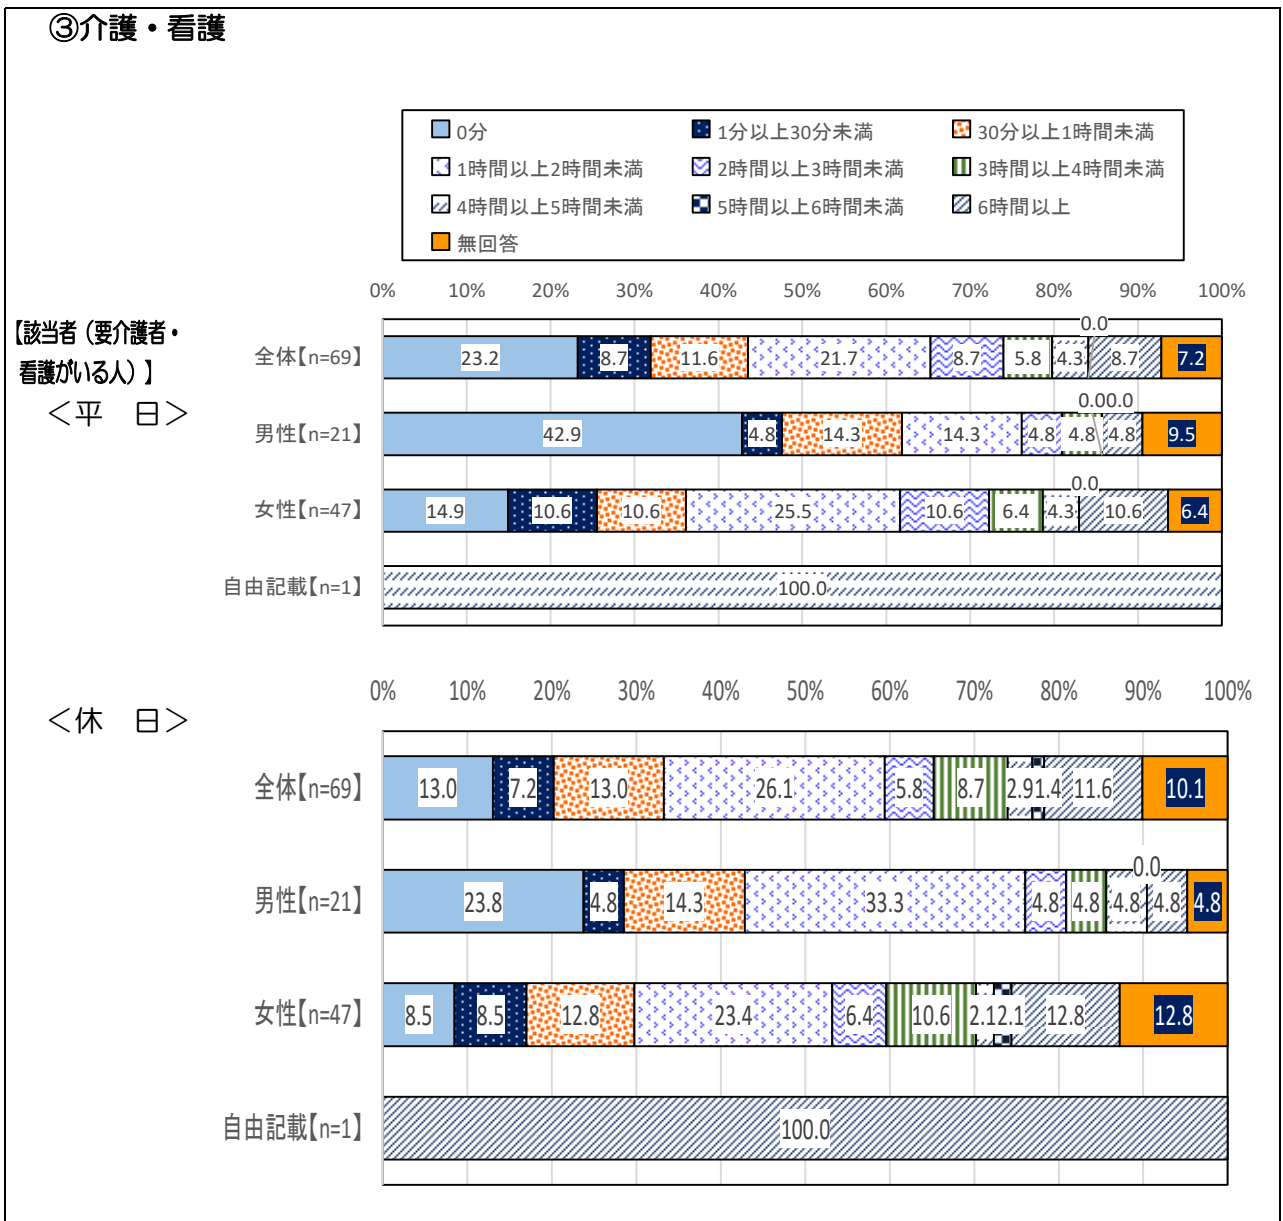 ③介護・看護
0分 1分以上30分未満 30分以上1時間未満
1時間以上2時間未満 2時間以上3時間未満 3時間以上4時間未満
4時間以上5時間未満 5時間以上6時間未満 6時間以上
無回答
0% 10% 20% 30% 40% 50% 60% 70% 80% 90% 100%
【該当者（要介護者・
看護がいる人）】
＜平　日＞
0.0
全体【n=69】 23.2 8.7 11.6 21.7 8.7 5.8 4.3 8.7 7.2
0.00.0
男性【n=21】 42.9 4.8 14.3 14.3 4.8 4.8 4.8 9.5
0.0
女性【n=47】 14.9 10.6 10.6 25.5 10.6 6.4 4.3 10.6 6.4
自由記載【n=1】 100.0
0% 10% 20% 30% 40% 50% 60% 70% 80% 90% 100%
＜休　日＞
全体【n=69】 13.0 7.2 13.0 26.1 5.8 8.7 2.9 1.4 11.6 10.1
0.0
男性【n=21】 23.8 4.8 14.3 33.3 4.8 4.8 4.8 4.8 4.8
女性【n=47】 8.5 8.5 12.8 23.4 6.4 10.6 2.1 2.1 12.8 12.8
自由記載【n=1】 100.0